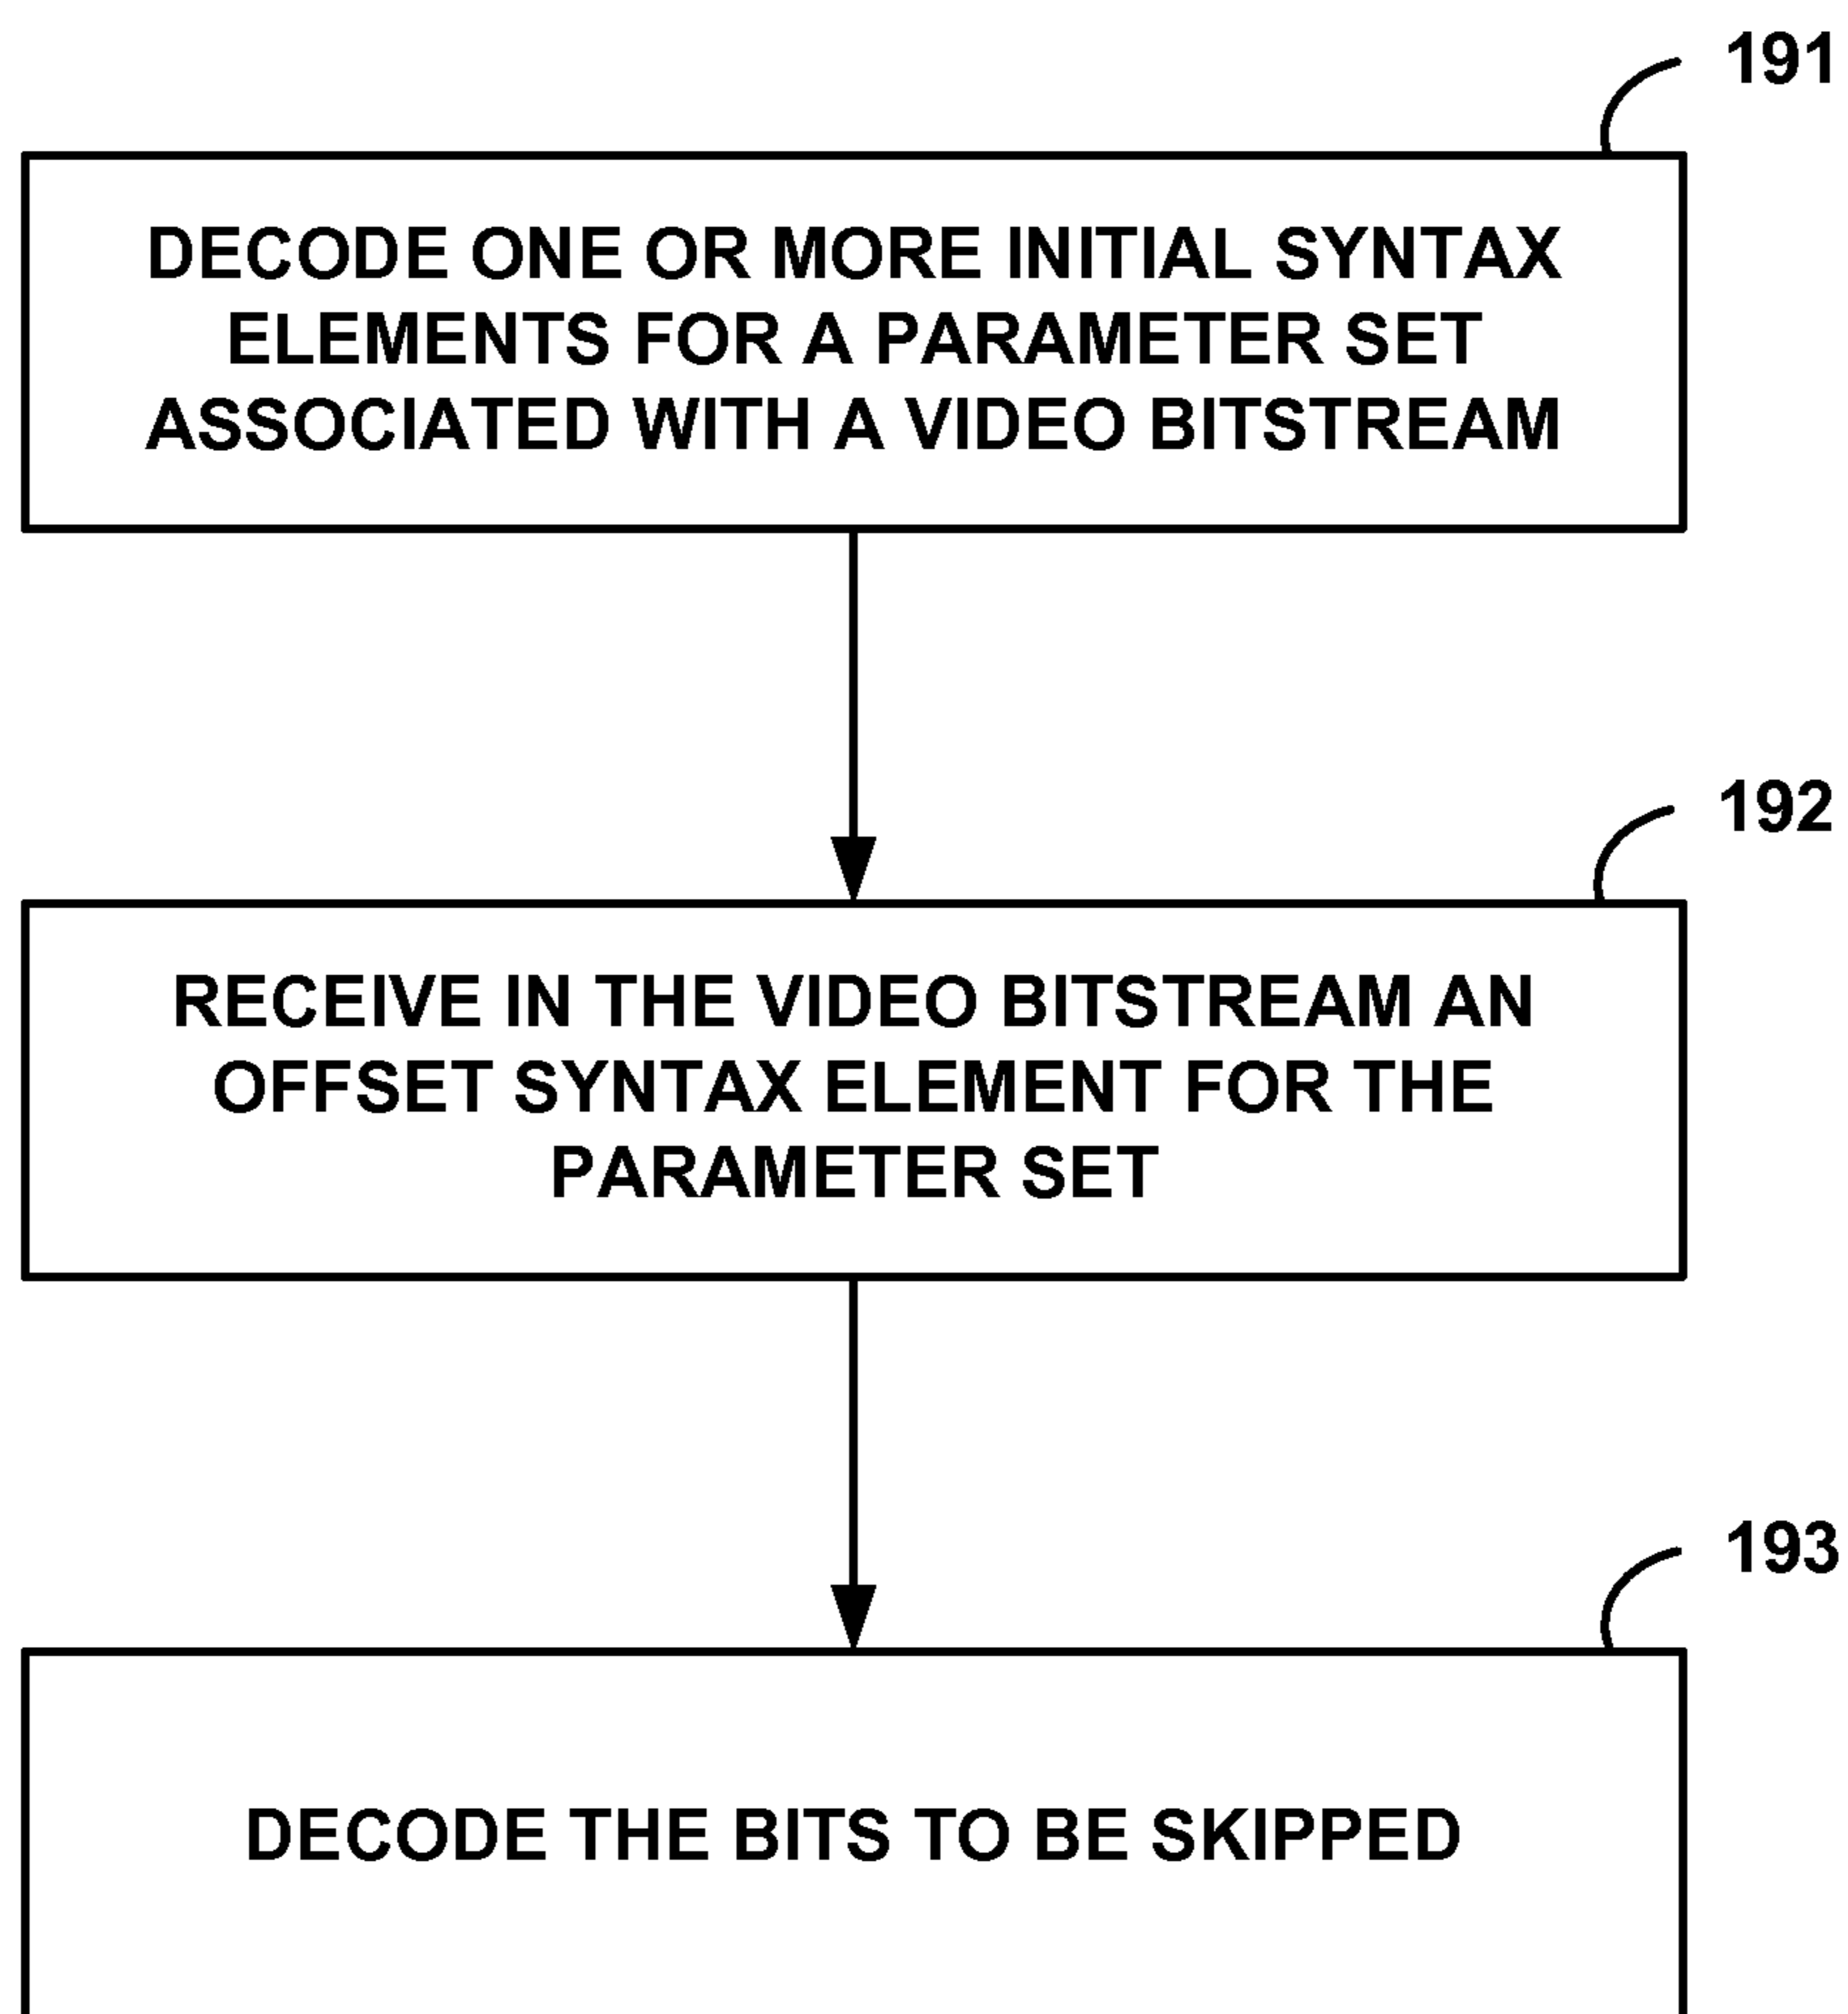 191
DECODE ONE OR MORE INITIAL SYNTAX
ELEMENTS FOR A PARAMETER SET
ASSOCIATED WITH A VIDEO BITSTREAM
192
RECEIVE IN THE VIDEO BITSTREAM AN
OFFSET SYNTAX ELEMENT FOR THE
PARAMETER SET
193
DECODE THE BITS TO BE SKIPPED